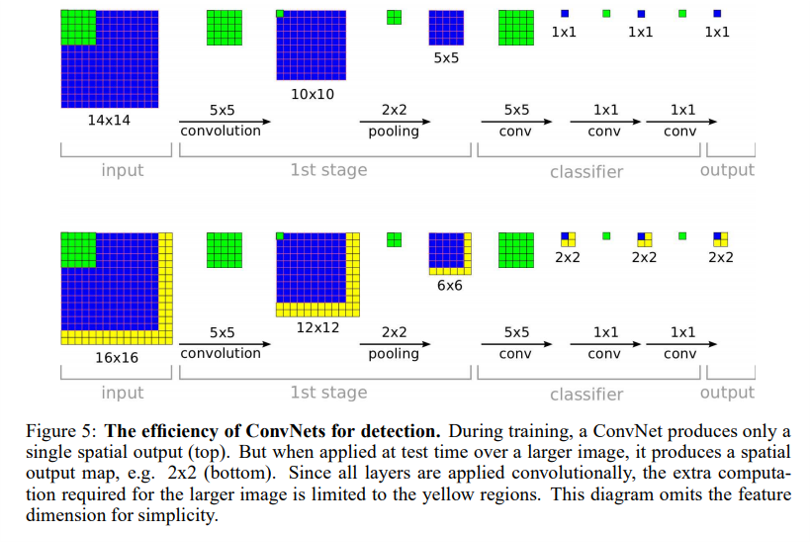 14x14
5x5
convolution
10x10
2x2
pooling
5x5
5x5
conv
1x1
1x1
conv
1x1
1x1
conv
1x1
input
1st stage
classifier
output
16x16
5x5
convolution
12x12
2x2
pooling
6x6
5x5
conv
2x2
1x1
conv
2x2
1x1
conv
2x2
input
1st stage
classifier
output
Figure 5: The efficiency of ConvNets for detection. During training, a ConvNet produces only a
single spatial output (top). But when applied at test time over a larger image, it produces a spatial
output map, e.g. 2x2 (bottom). Since all layers are applied convolutionally, the extra computa-
tion required for the larger image is limited to the yellow regions. This diagram omits the feature
dimension for simplicity.